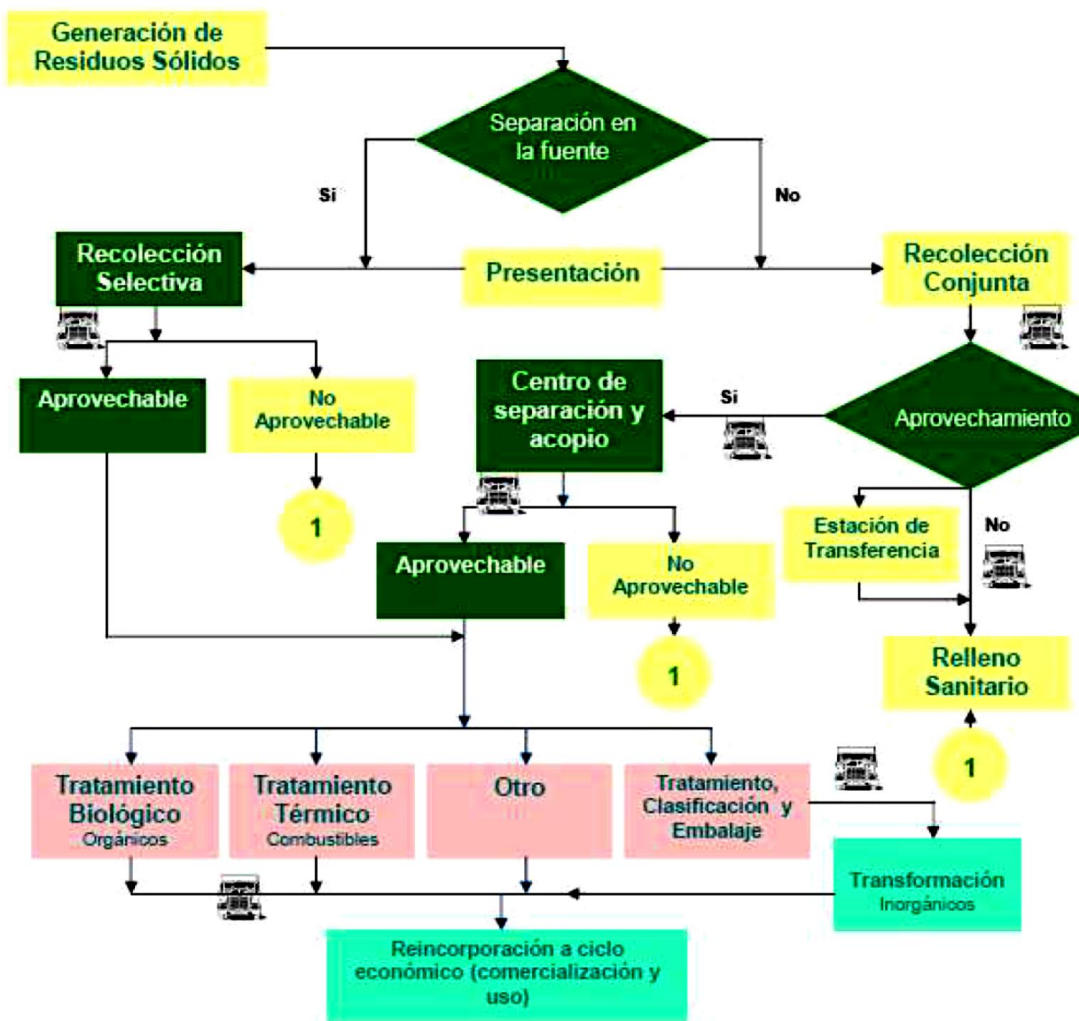 Generación de
Residuos Sólidos
Separación en
la fuente
Si
No
Recolección
Selectiva
Presentación
Recolección
Conjunta
Aprovechable
No
Aprovechable
1
Centro de
separación y
acopio
Si
Aprovechamiento
Estación de
Transferencia
No
Aprovechable
No
Aprovechable
1
Relleno
Sanitario
1
Tratamiento
Biológico
Orgánicos
Tratamiento
Térmico
Combustibles
Otro
Tratamiento,
Clasificación y
Embalaje
Transformación
Inorgánicos
Reincorporación a ciclo
económico (comercialización y
uso)